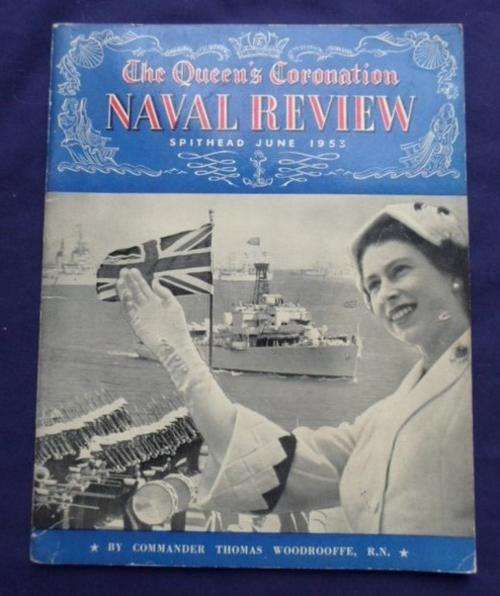 The Queen's Coronation
NAVAL REVIEW
SPITHEAD JUNE 1953
★ BY COMMANDER THOMAS WOODROOFFE, R.N. ★